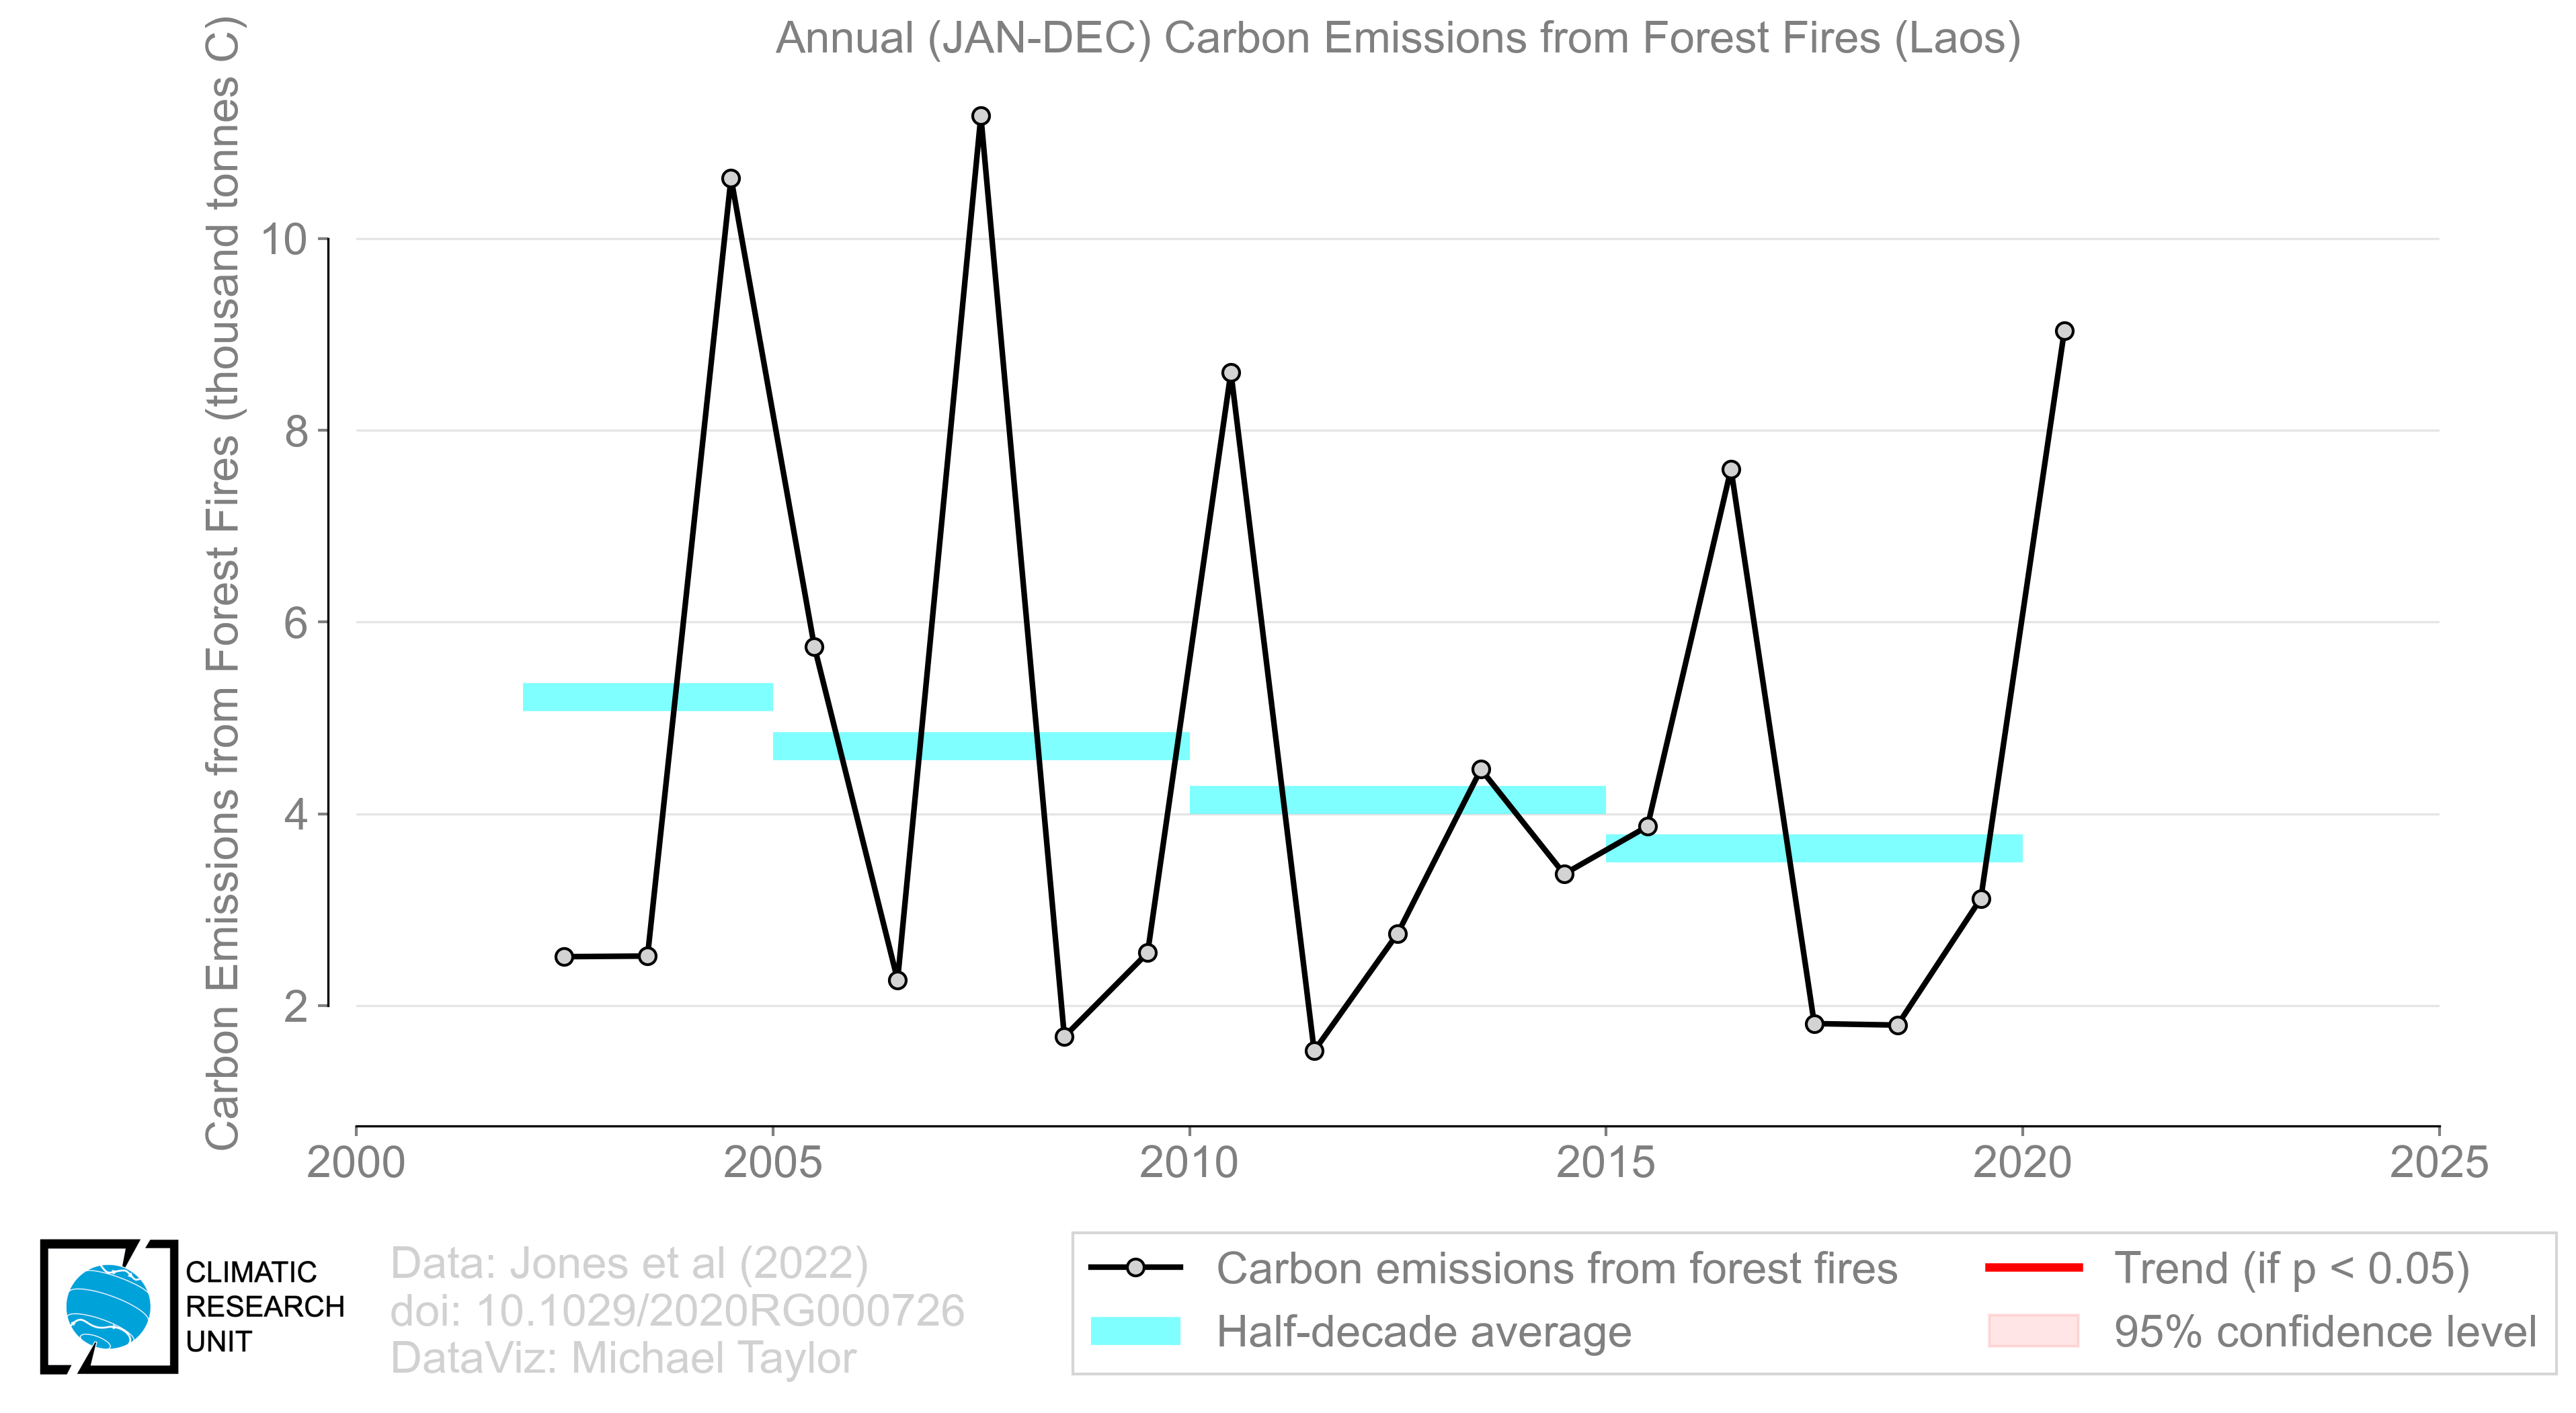 Annual (JAN-DEC) Carbon Emissions from Forest Fires (Laos)
Carbon Emissions from Forest Fires (thousand tonnes C)
10
8
6
4
2
2000
2005
2010
2015
2020
2025
CLIMATIC
RESEARCH
UNIT
Data: Jones et al (2022)
doi: 10.1029/2020RG000726
DataViz: Michael Taylor
Carbon emissions from forest fires
Half-decade average
Trend (if p < 0.05)
95% confidence level